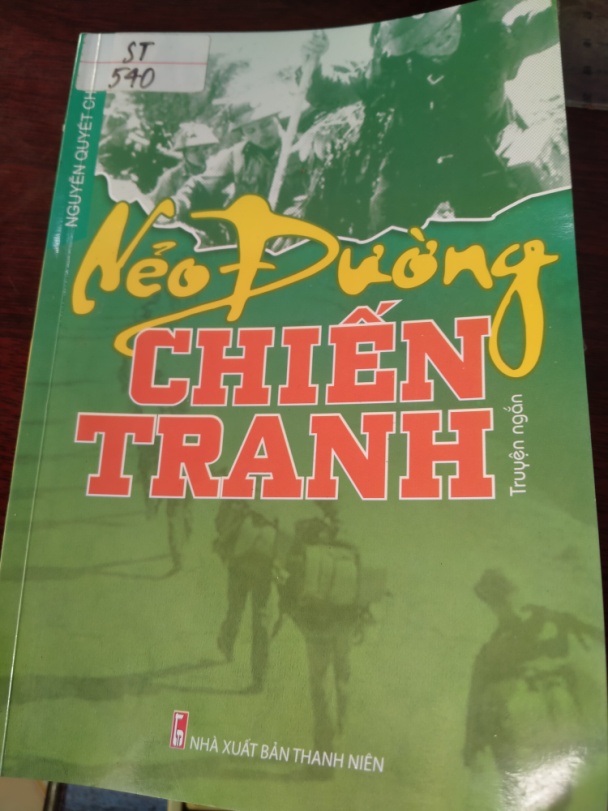 ST
540
NGUYỄN QUYẾT
Nẻo Đường
CHIẾN
TRANH
Truyện ngắn
NHÀ XUẤT BẢN THANH NIÊN